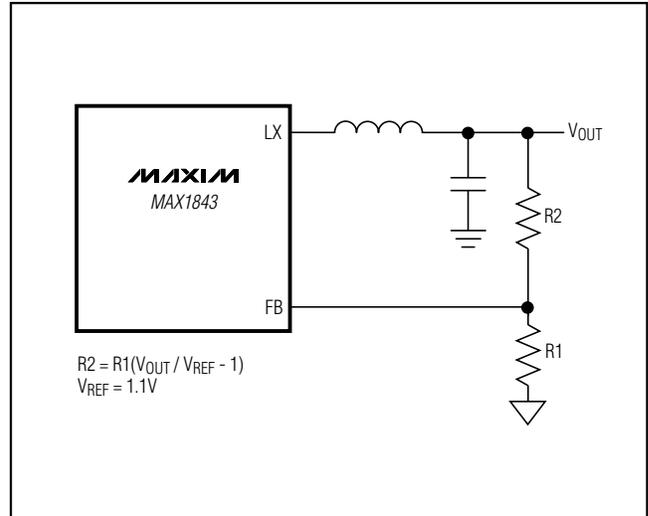 LX
VOUT
MAXIM
MAX1843
R2
FB
R1
R2 = R1(VOUT / VREF - 1)
VREF = 1.1V